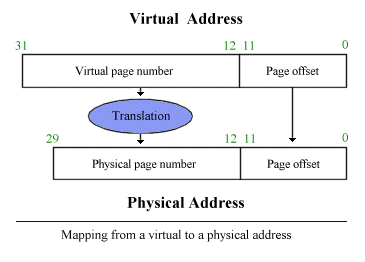 Virtual Address
31 12 11 0
Virtual page number Page offset
Translation
29 12 11 0
Physical page number Page offset
Physical Address
Mapping from a virtual to a physical address